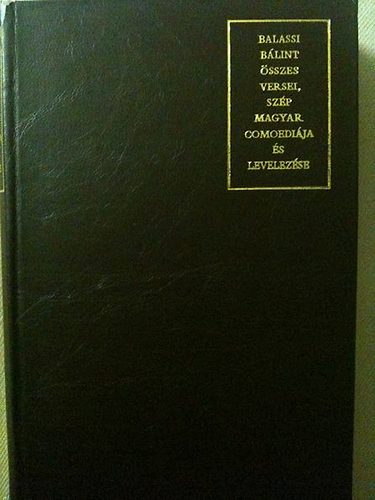 BALASSI
BÁLINT
ÖSSZES
VERSEI,
SZÉP
MAGYAR
COMOEDIÁJA
ÉS
LEVELEZÉSE